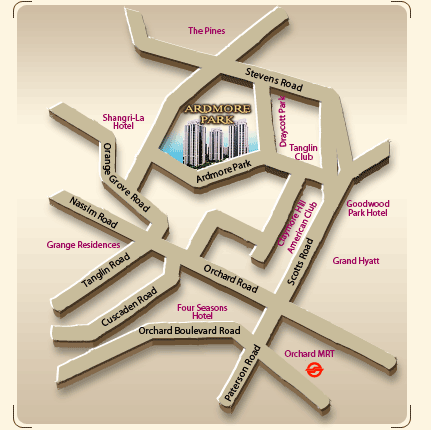 The Pines
Stevens Road
Shangri-La
Hotel
ARDMORE
PARK
Draycott Park
Tanglin
Club
Orange
Grove Road
Ardmore Park
Nassim Road
Claymore Hill
American Club
Goodwood
Park Hotel
Grange Residences
Tanglin Road
Orchard Road
Scotts Road
Grand Hyatt
Cuscaden Road
Four Seasons
Hotel
Orchard Boulevard Road
Paterson Road
Orchard MRT